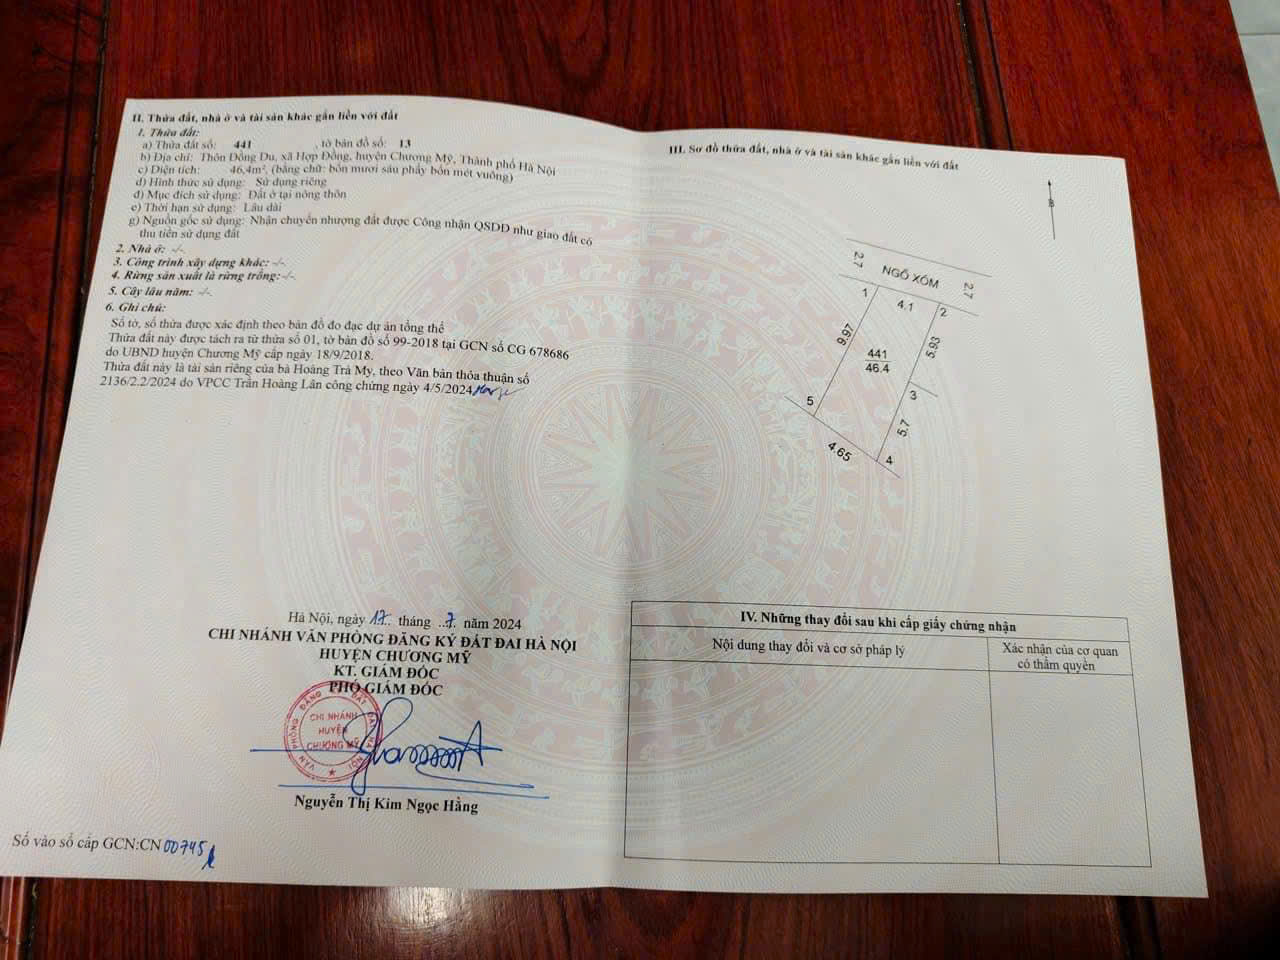 II. Thửa đất, nhà ở và tài sản khác gắn liền với đất
1. Thửa đất:
a) Thửa đất số: 441 , tờ bản đồ số: 13
b) Địa chỉ: Thôn Đồng Du, xã Hợp Đồng, huyện Chương Mỹ, Thành phố Hà Nội
c) Diện tích: 46,4m², (bằng chữ: bốn mươi sáu phẩy bốn mét vuông)
d) Hình thức sử dụng: Sử dụng riêng
đ) Mục đích sử dụng: Đất ở tại nông thôn
e) Thời hạn sử dụng: Lâu dài
g) Nguồn gốc sử dụng: Nhận chuyển nhượng đất được Công nhận QSDĐ như giao đất có
thu tiền sử dụng đất
2. Nhà ở: -/-.
3. Công trình xây dựng khác: -/-.
4. Rừng sản xuất là rừng trồng: -/-.
5. Cây lâu năm: -/-.
6. Ghi chú:
Số tờ, số thửa được xác định theo bản đồ đo đạc dự án tổng thể
Thửa đất này được tách ra từ thửa số 01, tờ bản đồ số 99-2018 tại GCN số CG 678686
do UBND huyện Chương Mỹ cấp ngày 18/9/2018.
Thửa đất này là tài sản riêng của bà Hoàng Trà My, theo Văn bản thỏa thuận số
2136/2.2/2024 do VPCC Trần Hoàng Lân công chứng ngày 4/5/2024
Hà Nội, ngày 17. tháng ..7 năm 2024
CHI NHÁNH VĂN PHÒNG ĐĂNG KÝ ĐẤT ĐAI HÀ NỘI
HUYỆN CHƯƠNG MỸ
KT. GIÁM ĐỐC
PHÓ GIÁM ĐỐC
VĂN PHÒNG ĐĂNG KÝ ĐẤT ĐAI HÀ NỘI
CHI NHÁNH
HUYỆN
CHƯƠNG MỸ
Nguyễn Thị Kim Ngọc Hằng
Số vào sổ cấp GCN:CN 00745
III. Sơ đồ thửa đất, nhà ở và tài sản khác gắn liền với đất
B
2.7
NGÕ XÓM
2.7
1
4.1
2
9.97
441
46.4
5.93
3
5
5.7
4.65
4
IV. Những thay đổi sau khi cấp giấy chứng nhận
Nội dung thay đổi và cơ sở pháp lý
Xác nhận của cơ quan
có thẩm quyền